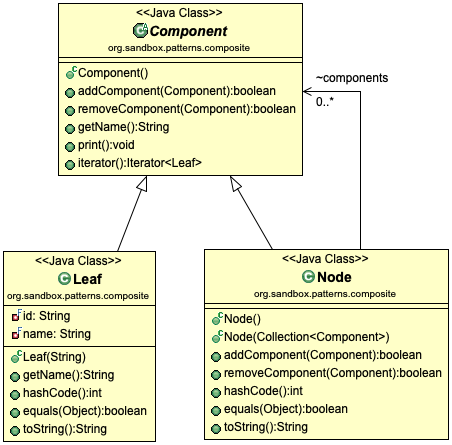 <<Java Class>>
Component
org.sandbox.patterns.composite
Component()
addComponent(Component):boolean
removeComponent(Component):boolean
getName():String
print():void
iterator():Iterator<Leaf>
~components
0..*
<<Java Class>>
Leaf
org.sandbox.patterns.composite
id: String
name: String
Leaf(String)
getName():String
hashCode():int
equals(Object):boolean
toString():String
<<Java Class>>
Node
org.sandbox.patterns.composite
Node()
Node(Collection<Component>)
addComponent(Component):boolean
removeComponent(Component):boolean
hashCode():int
equals(Object):boolean
toString():String